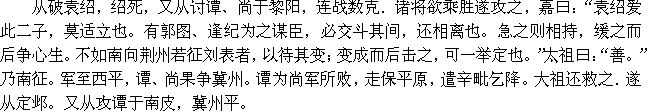 从破袁绍，绍死，又从讨谭、尚于黎阳，连战数克．诸将欲乘胜遂攻之，嘉曰：“袁绍爱
此二子，莫适立也。有郭图、逢纪为之谋臣，必交斗其间，还相离也。急之则相持，缓之而
后争心生。不如南向荆州若征刘表者，以待其变；变成而后击之，可一举定也。”太祖曰：“善。”
乃南征。军至西平，谭、尚果争冀州。谭为尚军所败，走保平原，遣辛毗乞降。大祖还救之．遂
从定邺。又从攻谭于南皮，冀州平。